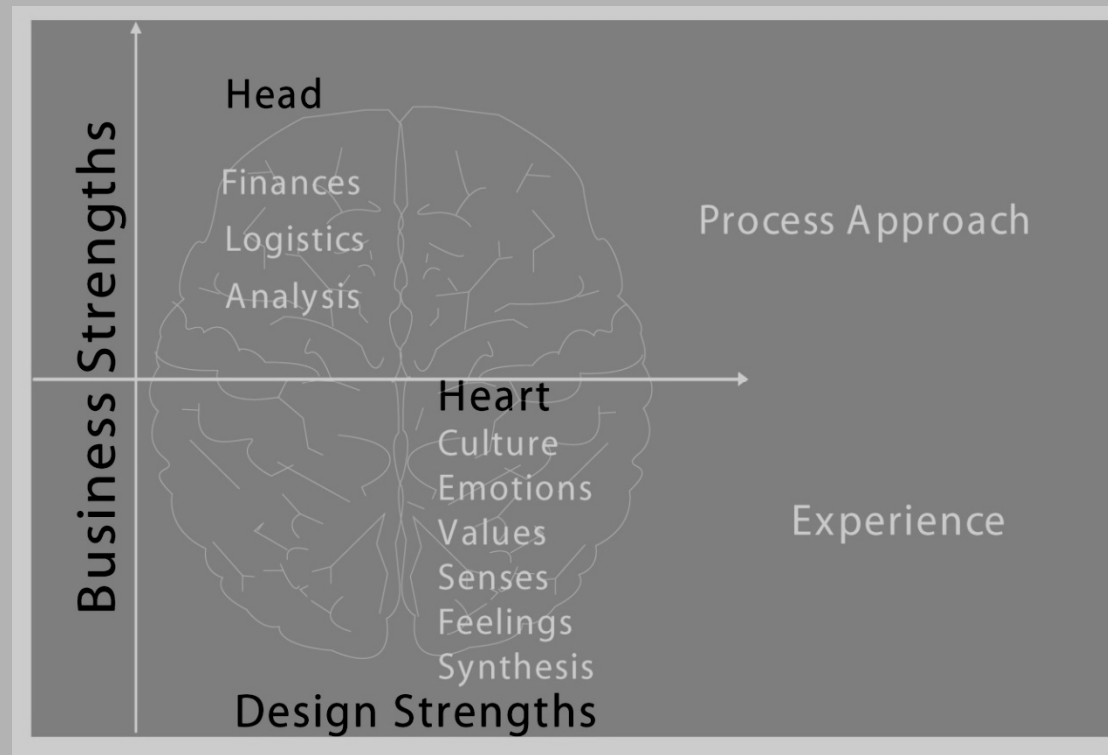 Business Strengths
Head
Finances
Logistics
Analysis
Process Approach
Heart
Culture
Emotions
Values
Senses
Feelings
Synthesis
Experience
Design Strengths